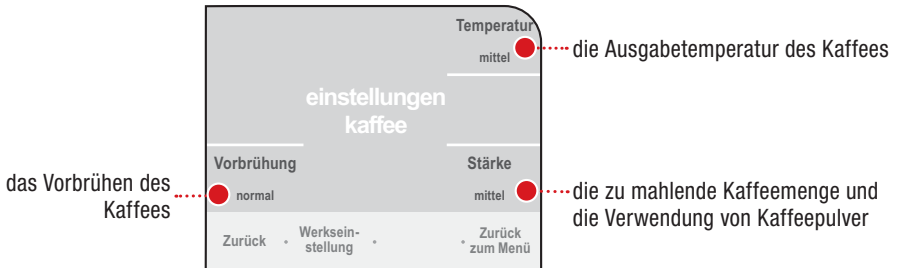 Temperatur
mittel
die Ausgabetemperatur des Kaffees
einstellungen
kaffee
Vorbrühung
normal
das Vorbrühen des
Kaffees
Stärke
mittel
die zu mahlende Kaffeemenge und
die Verwendung von Kaffeepulver
Zurück
Werksein-
stellung
Zurück
zum Menü